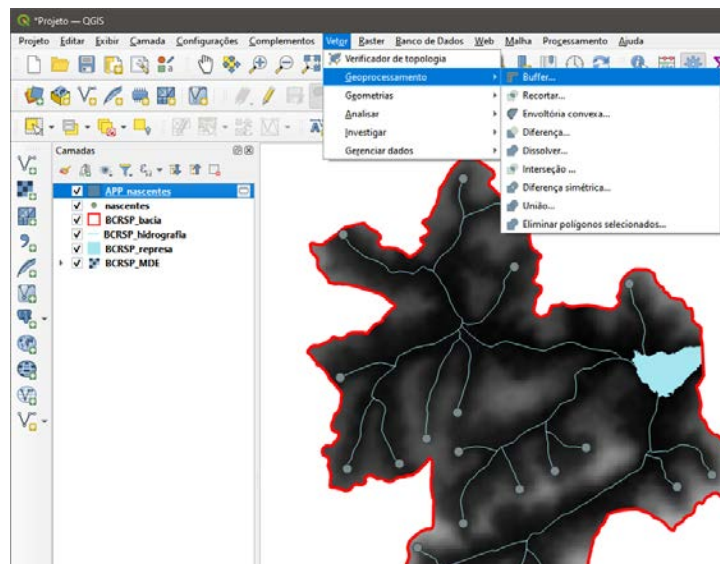 *Projeto — QGIS
Projeto Editar Exibir Camada Configurações Complementos Vetor Raster Banco de Dados Web Malha Processamento Ajuda
Verificador de topologia
Geoprocessamento
Geometrias
Analisar
Investigar
Gerenciar dados
Buffer...
Recortar...
Envoltória convexa...
Diferença...
Dissolver...
Interseção ...
Diferença simétrica...
União...
Eliminar polígonos selecionados...
Camadas
APP_nascentes
nascentes
BCRSP_bacia
BCRSP_hidrografia
BCRSP_represa
BCRSP_MDE